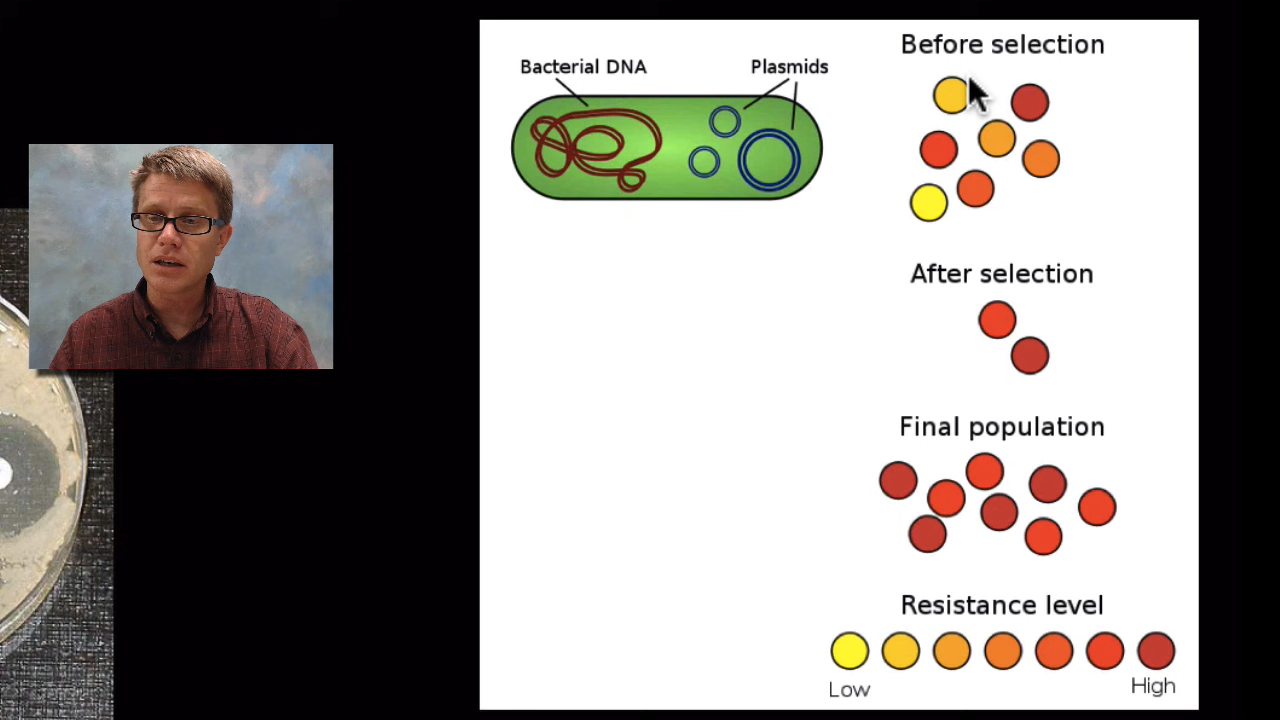 Bacterial DNA
Plasmids
Before selection
After selection
Final population
Resistance level
Low
High